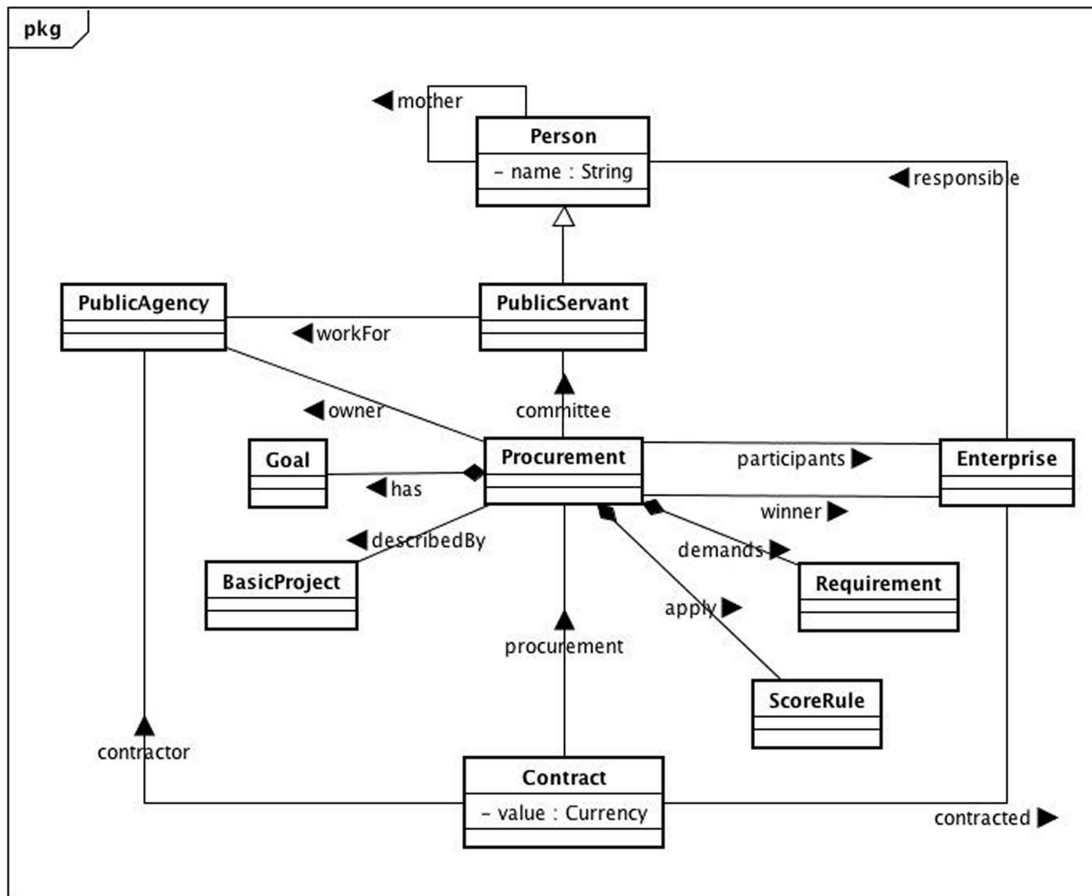 pkg
◀ mother
Person
- name : String
◀ responsible
PublicAgency
PublicServant
◀ workFor
◀ owner
▲ committee
Goal
Procurement
Enterprise
participants ▶
◀ has
winner ▶
◀ describedBy
demands ▶
BasicProject
Requirement
apply ▶
▲ procurement
ScoreRule
▲ contractor
Contract
- value : Currency
contracted ▶